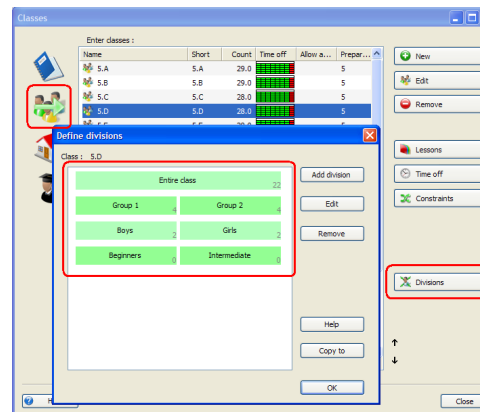 Classes
Enter classes :
Name Short Count Time off Allow a... Prepar...
5.A 5.A 29.0 5
5.B 5.B 29.0 5
5.C 5.C 28.0 5
5.D 5.D 28.0 5
New
Edit
Remove
Lessons
Time off
Constraints
Divisions
Close
Define divisions
Class : 5.D
Entire class 22
Group 1 4 Group 2 4
Boys 2 Girls 2
Beginners 0 Intermediate 0
Add division
Edit
Remove
Help
Copy to
OK